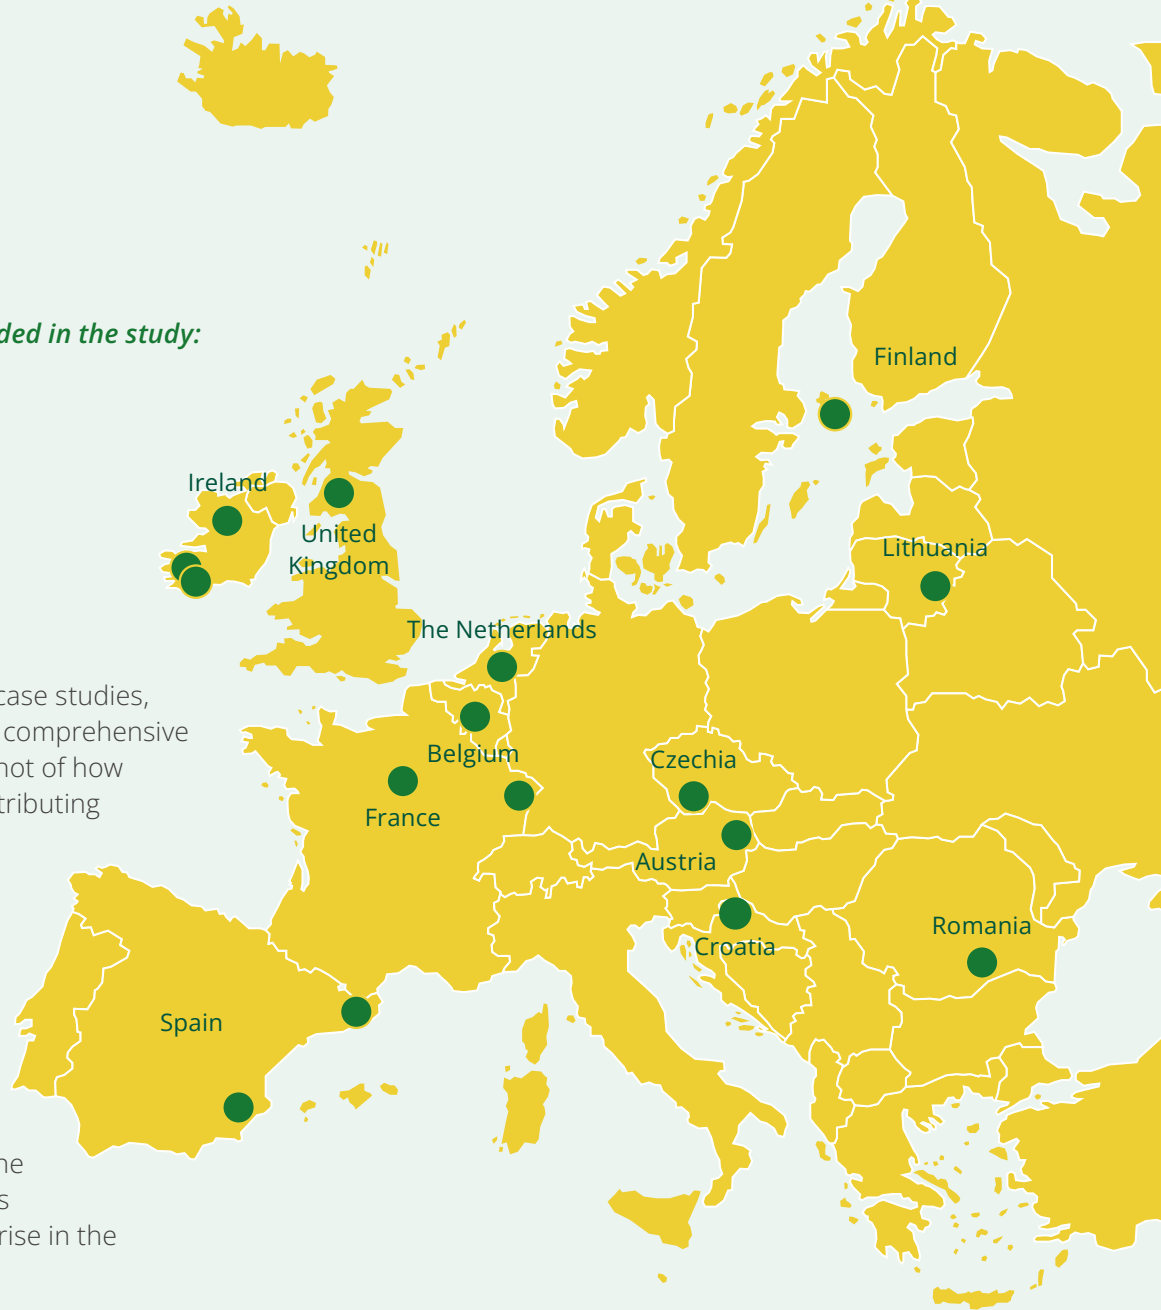 ded in the study:
Finland
Ireland
United
Kingdom
Lithuania
The Netherlands
case studies,
comprehensive
Belgium
Czechia
not of how
tributing
France
Austria
Romania
Croatia
Spain
ne
s
rise in the